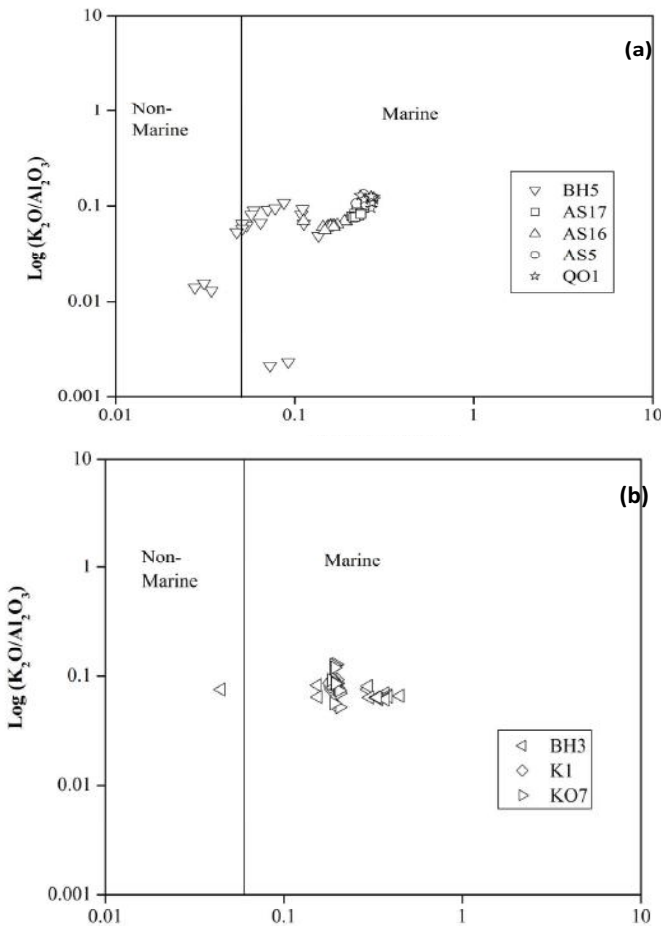 10
(a)
Non-
Marine
Marine
1
0.1
0.01
0.001
Log (K₂O/Al₂O₃)
BH5
AS17
AS16
AS5
QO1
0.01
0.1
1
10
10
(b)
Non-
Marine
Marine
1
0.1
0.01
0.001
Log (K₂O/Al₂O₃)
BH3
K1
KO7
0.01
0.1
1
10